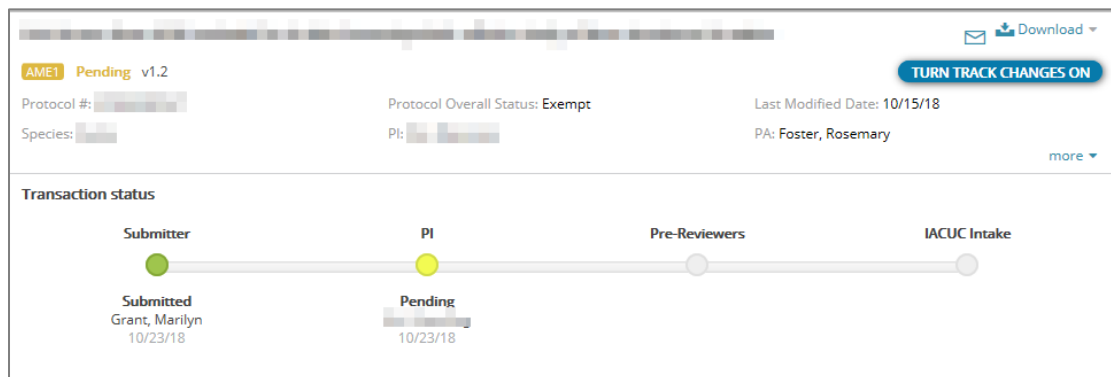 Download
AME1 Pending v1.2
TURN TRACK CHANGES ON
Protocol #:
Protocol Overall Status: Exempt
Last Modified Date: 10/15/18
Species:
PI:
PA: Foster, Rosemary
more
Transaction status
Submitter
PI
Pre-Reviewers
IACUC Intake
Submitted
Grant, Marilyn
10/23/18
Pending
10/23/18